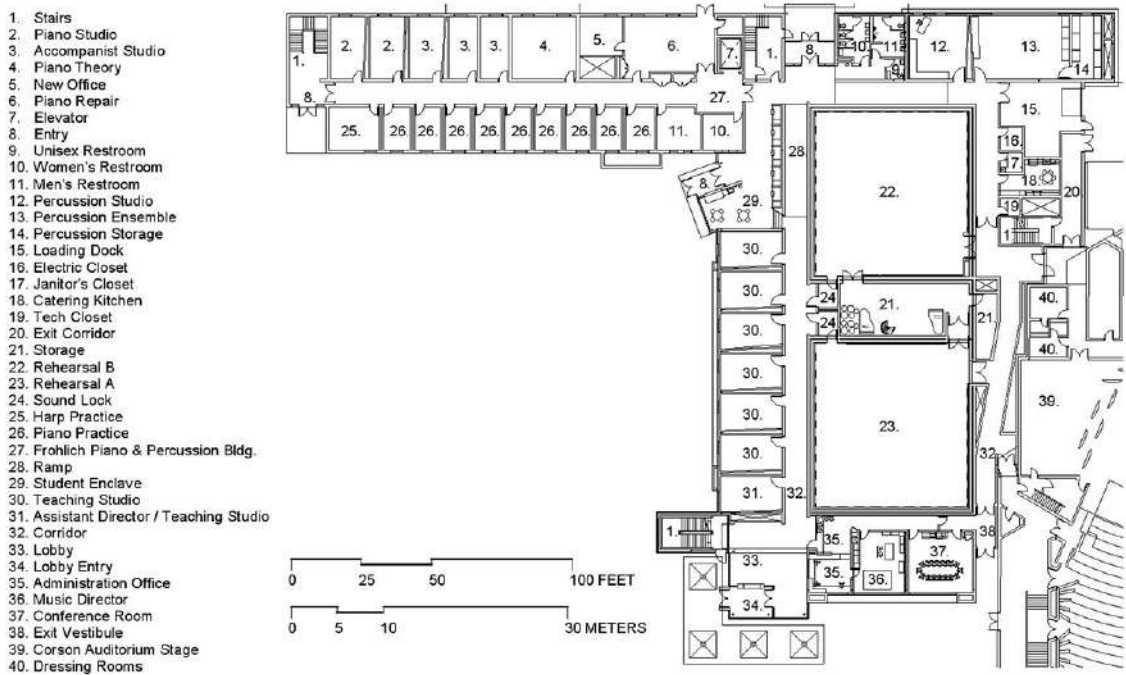 1. Stairs
2. Piano Studio
3. Accompanist Studio
4. Piano Theory
5. New Office
6. Piano Repair
7. Elevator
8. Entry
9. Unisex Restroom
10. Women's Restroom
11. Men's Restroom
12. Percussion Studio
13. Percussion Ensemble
14. Percussion Storage
15. Loading Dock
16. Electric Closet
17. Janitor's Closet
18. Catering Kitchen
19. Tech Closet
20. Exit Corridor
21. Storage
22. Rehearsal B
23. Rehearsal A
24. Sound Lock
25. Harp Practice
26. Piano Practice
27. Frohlich Piano & Percussion Bldg.
28. Ramp
29. Student Enclave
30. Teaching Studio
31. Assistant Director / Teaching Studio
32. Corridor
33. Lobby
34. Lobby Entry
35. Administration Office
36. Music Director
37. Conference Room
38. Exit Vestibule
39. Corson Auditorium Stage
40. Dressing Rooms
1. 2. 2. 3. 3. 3. 4. 5. 6. 7. 1. 8. 10. 11. 9. 12. 13. 14
8. 27. 15.
25. 26. 26. 26. 26. 26. 26. 26. 26. 26. 11. 10. 28. 16. 17. 18. 20.
8. 29. 22. 19 1
30.
30. 24 21. 21. 40.
30. 24 40.
30. 39.
30. 23.
30. 32.
31. 32.
1. 35. 38
33. 35. 36. 37.
34.
0 25 50 100 FEET
0 5 10 30 METERS